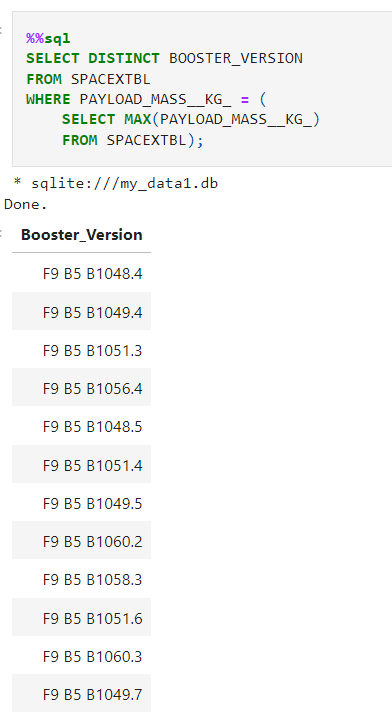 %%sql
SELECT DISTINCT BOOSTER_VERSION
FROM SPACEXTBL
WHERE PAYLOAD_MASS__KG_ = (
    SELECT MAX(PAYLOAD_MASS__KG_)
    FROM SPACEXTBL);
* sqlite:///my_data1.db
Done.
Booster_Version
F9 B5 B1048.4
F9 B5 B1049.4
F9 B5 B1051.3
F9 B5 B1056.4
F9 B5 B1048.5
F9 B5 B1051.4
F9 B5 B1049.5
F9 B5 B1060.2
F9 B5 B1058.3
F9 B5 B1051.6
F9 B5 B1060.3
F9 B5 B1049.7